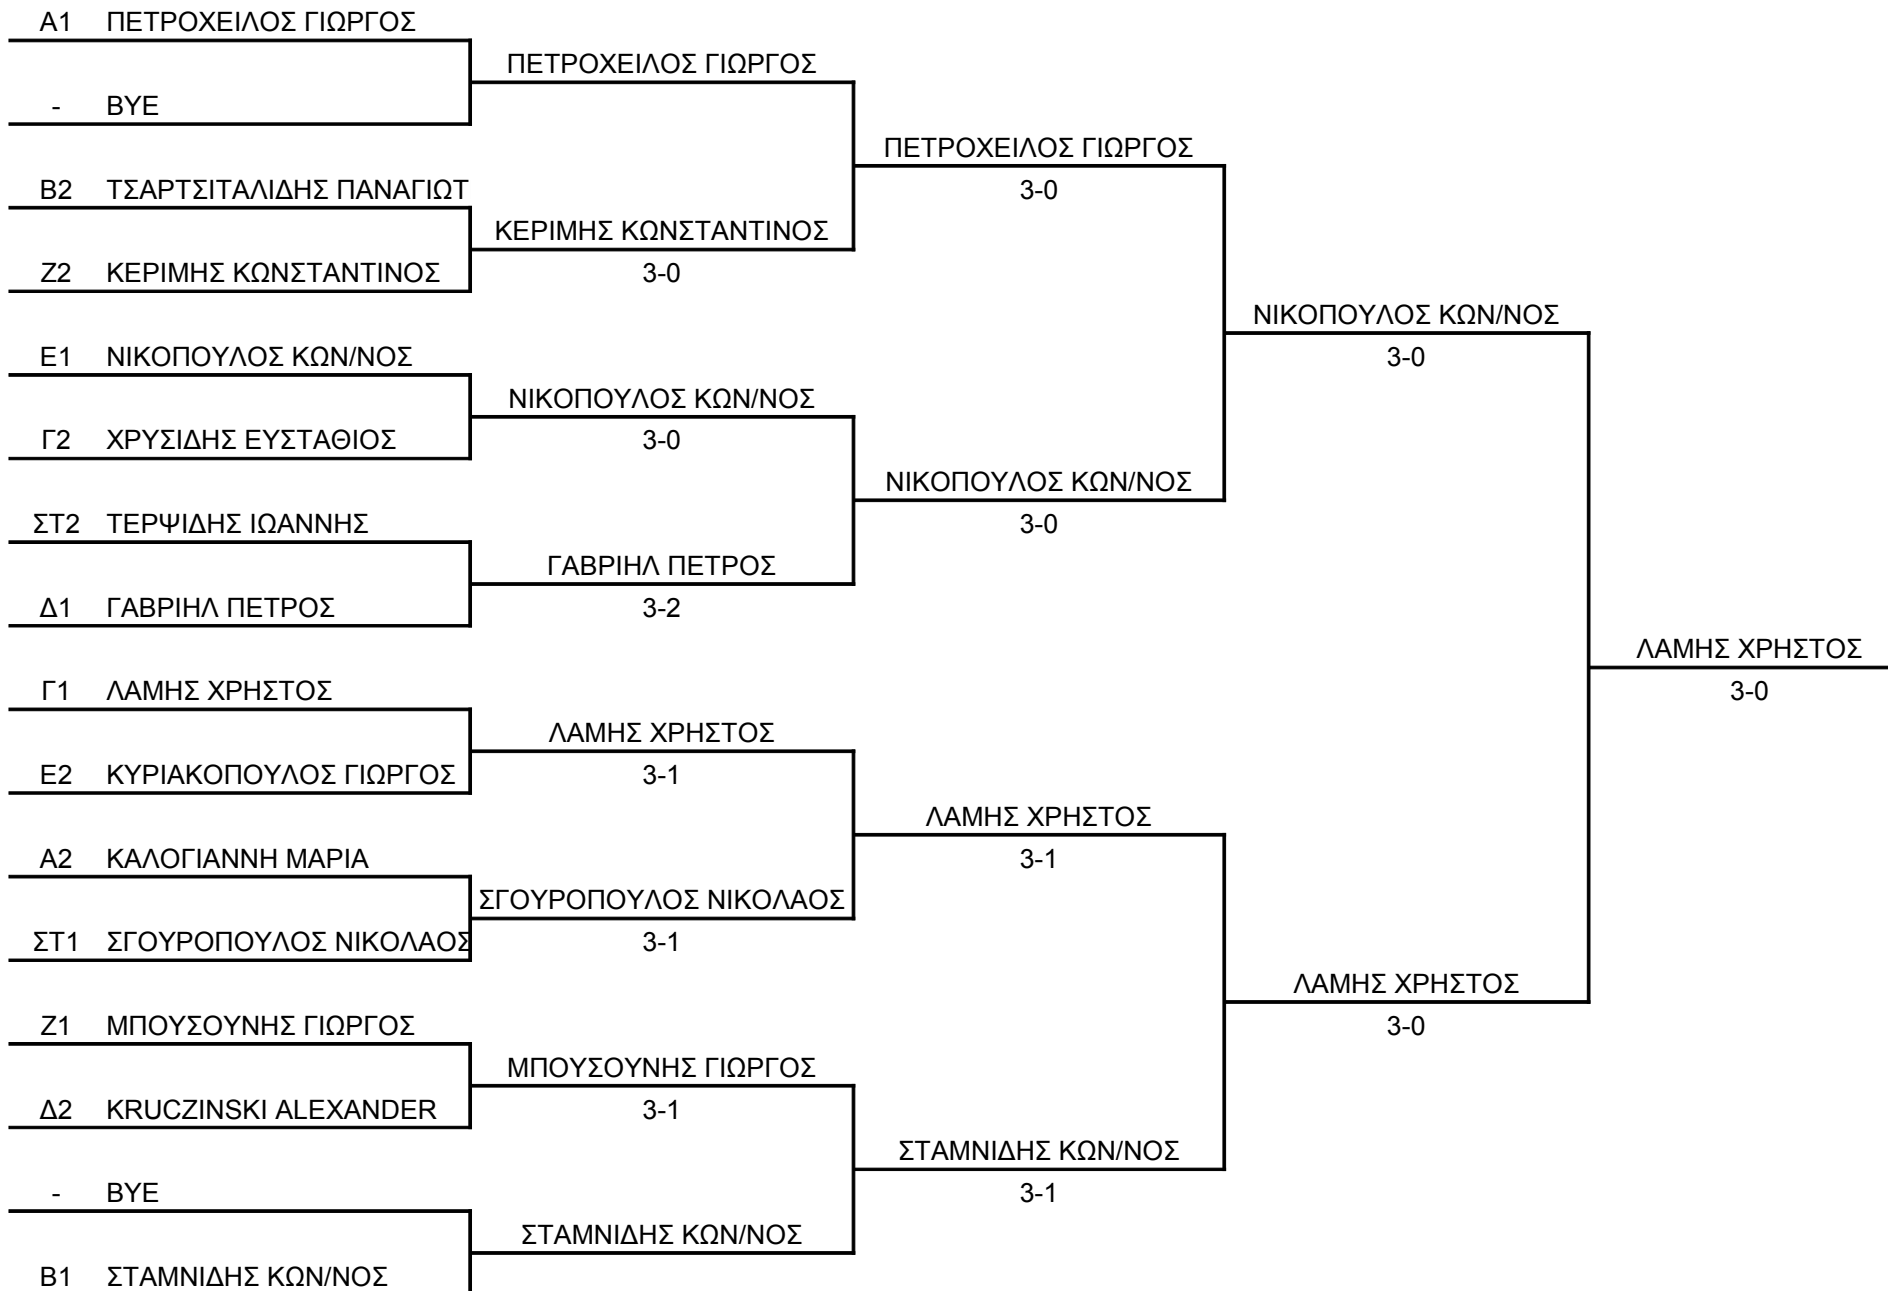 Α1 ΠΕΤΡΟΧΕΙΛΟΣ ΓΙΩΡΓΟΣ
ΠΕΤΡΟΧΕΙΛΟΣ ΓΙΩΡΓΟΣ
- BYE
ΠΕΤΡΟΧΕΙΛΟΣ ΓΙΩΡΓΟΣ
Β2 ΤΣΑΡΤΣΙΤΑΛΙΔΗΣ ΠΑΝΑΓΙΩΤ
3-0
ΚΕΡΙΜΗΣ ΚΩΝΣΤΑΝΤΙΝΟΣ
Ζ2 ΚΕΡΙΜΗΣ ΚΩΝΣΤΑΝΤΙΝΟΣ
3-0
ΝΙΚΟΠΟΥΛΟΣ ΚΩΝ/ΝΟΣ
Ε1 ΝΙΚΟΠΟΥΛΟΣ ΚΩΝ/ΝΟΣ
3-0
ΝΙΚΟΠΟΥΛΟΣ ΚΩΝ/ΝΟΣ
Γ2 ΧΡΥΣΙΔΗΣ ΕΥΣΤΑΘΙΟΣ
3-0
ΝΙΚΟΠΟΥΛΟΣ ΚΩΝ/ΝΟΣ
ΣΤ2 ΤΕΡΨΙΔΗΣ ΙΩΑΝΝΗΣ
3-0
ΓΑΒΡΙΗΛ ΠΕΤΡΟΣ
Δ1 ΓΑΒΡΙΗΛ ΠΕΤΡΟΣ
3-2
ΛΑΜΗΣ ΧΡΗΣΤΟΣ
Γ1 ΛΑΜΗΣ ΧΡΗΣΤΟΣ
3-0
ΛΑΜΗΣ ΧΡΗΣΤΟΣ
Ε2 ΚΥΡΙΑΚΟΠΟΥΛΟΣ ΓΙΩΡΓΟΣ
3-1
ΛΑΜΗΣ ΧΡΗΣΤΟΣ
Α2 ΚΑΛΟΓΙΑΝΝΗ ΜΑΡΙΑ
3-1
ΣΓΟΥΡΟΠΟΥΛΟΣ ΝΙΚΟΛΑΟΣ
ΣΤ1 ΣΓΟΥΡΟΠΟΥΛΟΣ ΝΙΚΟΛΑΟΣ
3-1
ΛΑΜΗΣ ΧΡΗΣΤΟΣ
Ζ1 ΜΠΟΥΣΟΥΝΗΣ ΓΙΩΡΓΟΣ
3-0
ΜΠΟΥΣΟΥΝΗΣ ΓΙΩΡΓΟΣ
Δ2 KRUCZINSKI ALEXANDER
3-1
ΣΤΑΜΝΙΔΗΣ ΚΩΝ/ΝΟΣ
- BYE
3-1
ΣΤΑΜΝΙΔΗΣ ΚΩΝ/ΝΟΣ
Β1 ΣΤΑΜΝΙΔΗΣ ΚΩΝ/ΝΟΣ